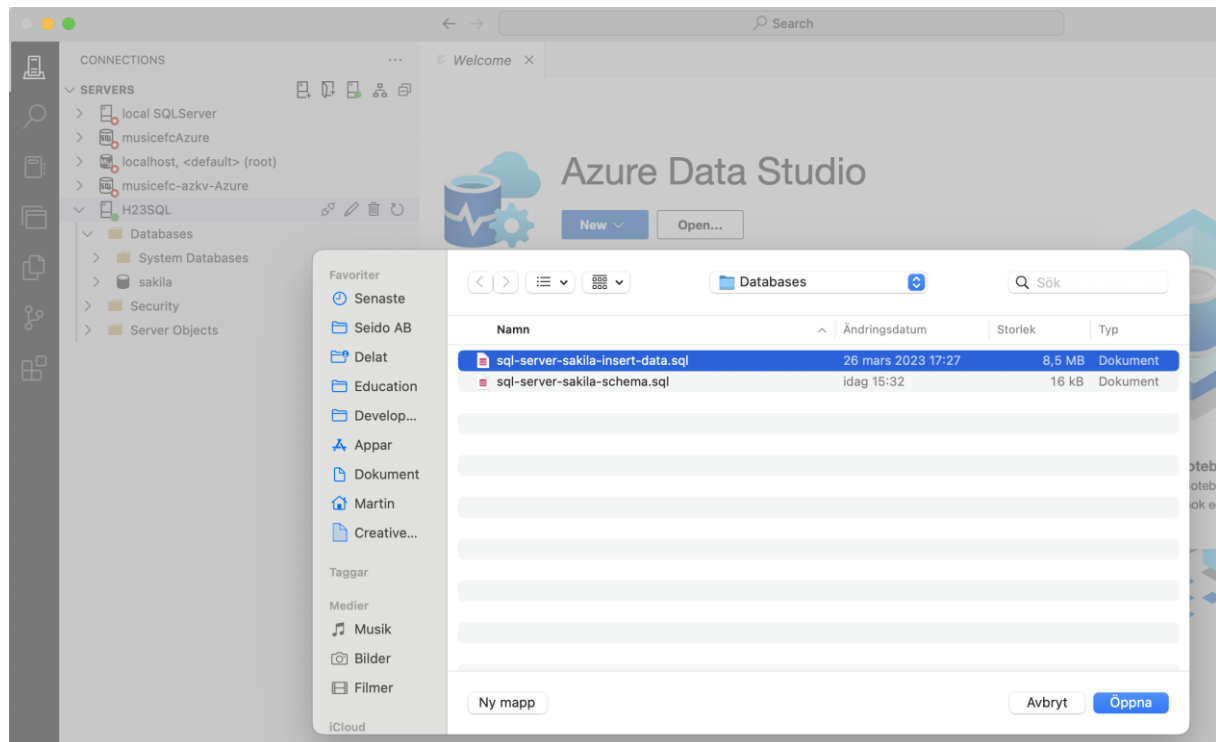 Search
CONNECTIONS
Welcome
SERVERS
local SQLServer
musicefcAzure
localhost, <default> (root)
musicefc-azkv-Azure
H23SQL
Databases
System Databases
sakila
Security
Server Objects
Azure Data Studio
New
Open...
Favoriter
Senaste
Seido AB
Delat
Education
Develop...
Appar
Dokument
Martin
Creative...
Taggar
Medier
Musik
Bilder
Filmer
iCloud
Databases
Sök
Namn Ändringsdatum Storlek Typ
sql-server-sakila-insert-data.sql 26 mars 2023 17:27 8,5 MB Dokument
sql-server-sakila-schema.sql idag 15:32 16 kB Dokument
Ny mapp
Avbryt
Öppna